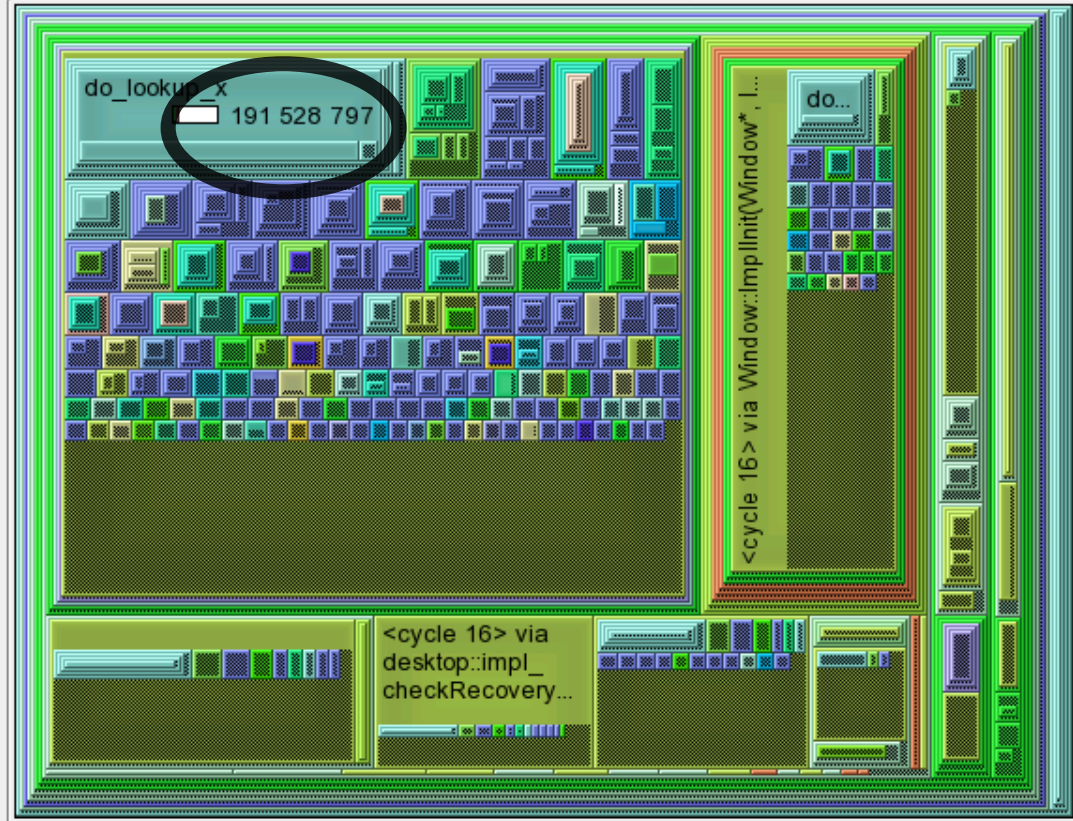 do_lookup_x
191 528 797
do...
<cycle 16> via Window::ImplInit(Window*, l...
<cycle 16> via
desktop::impl_
checkRecovery...